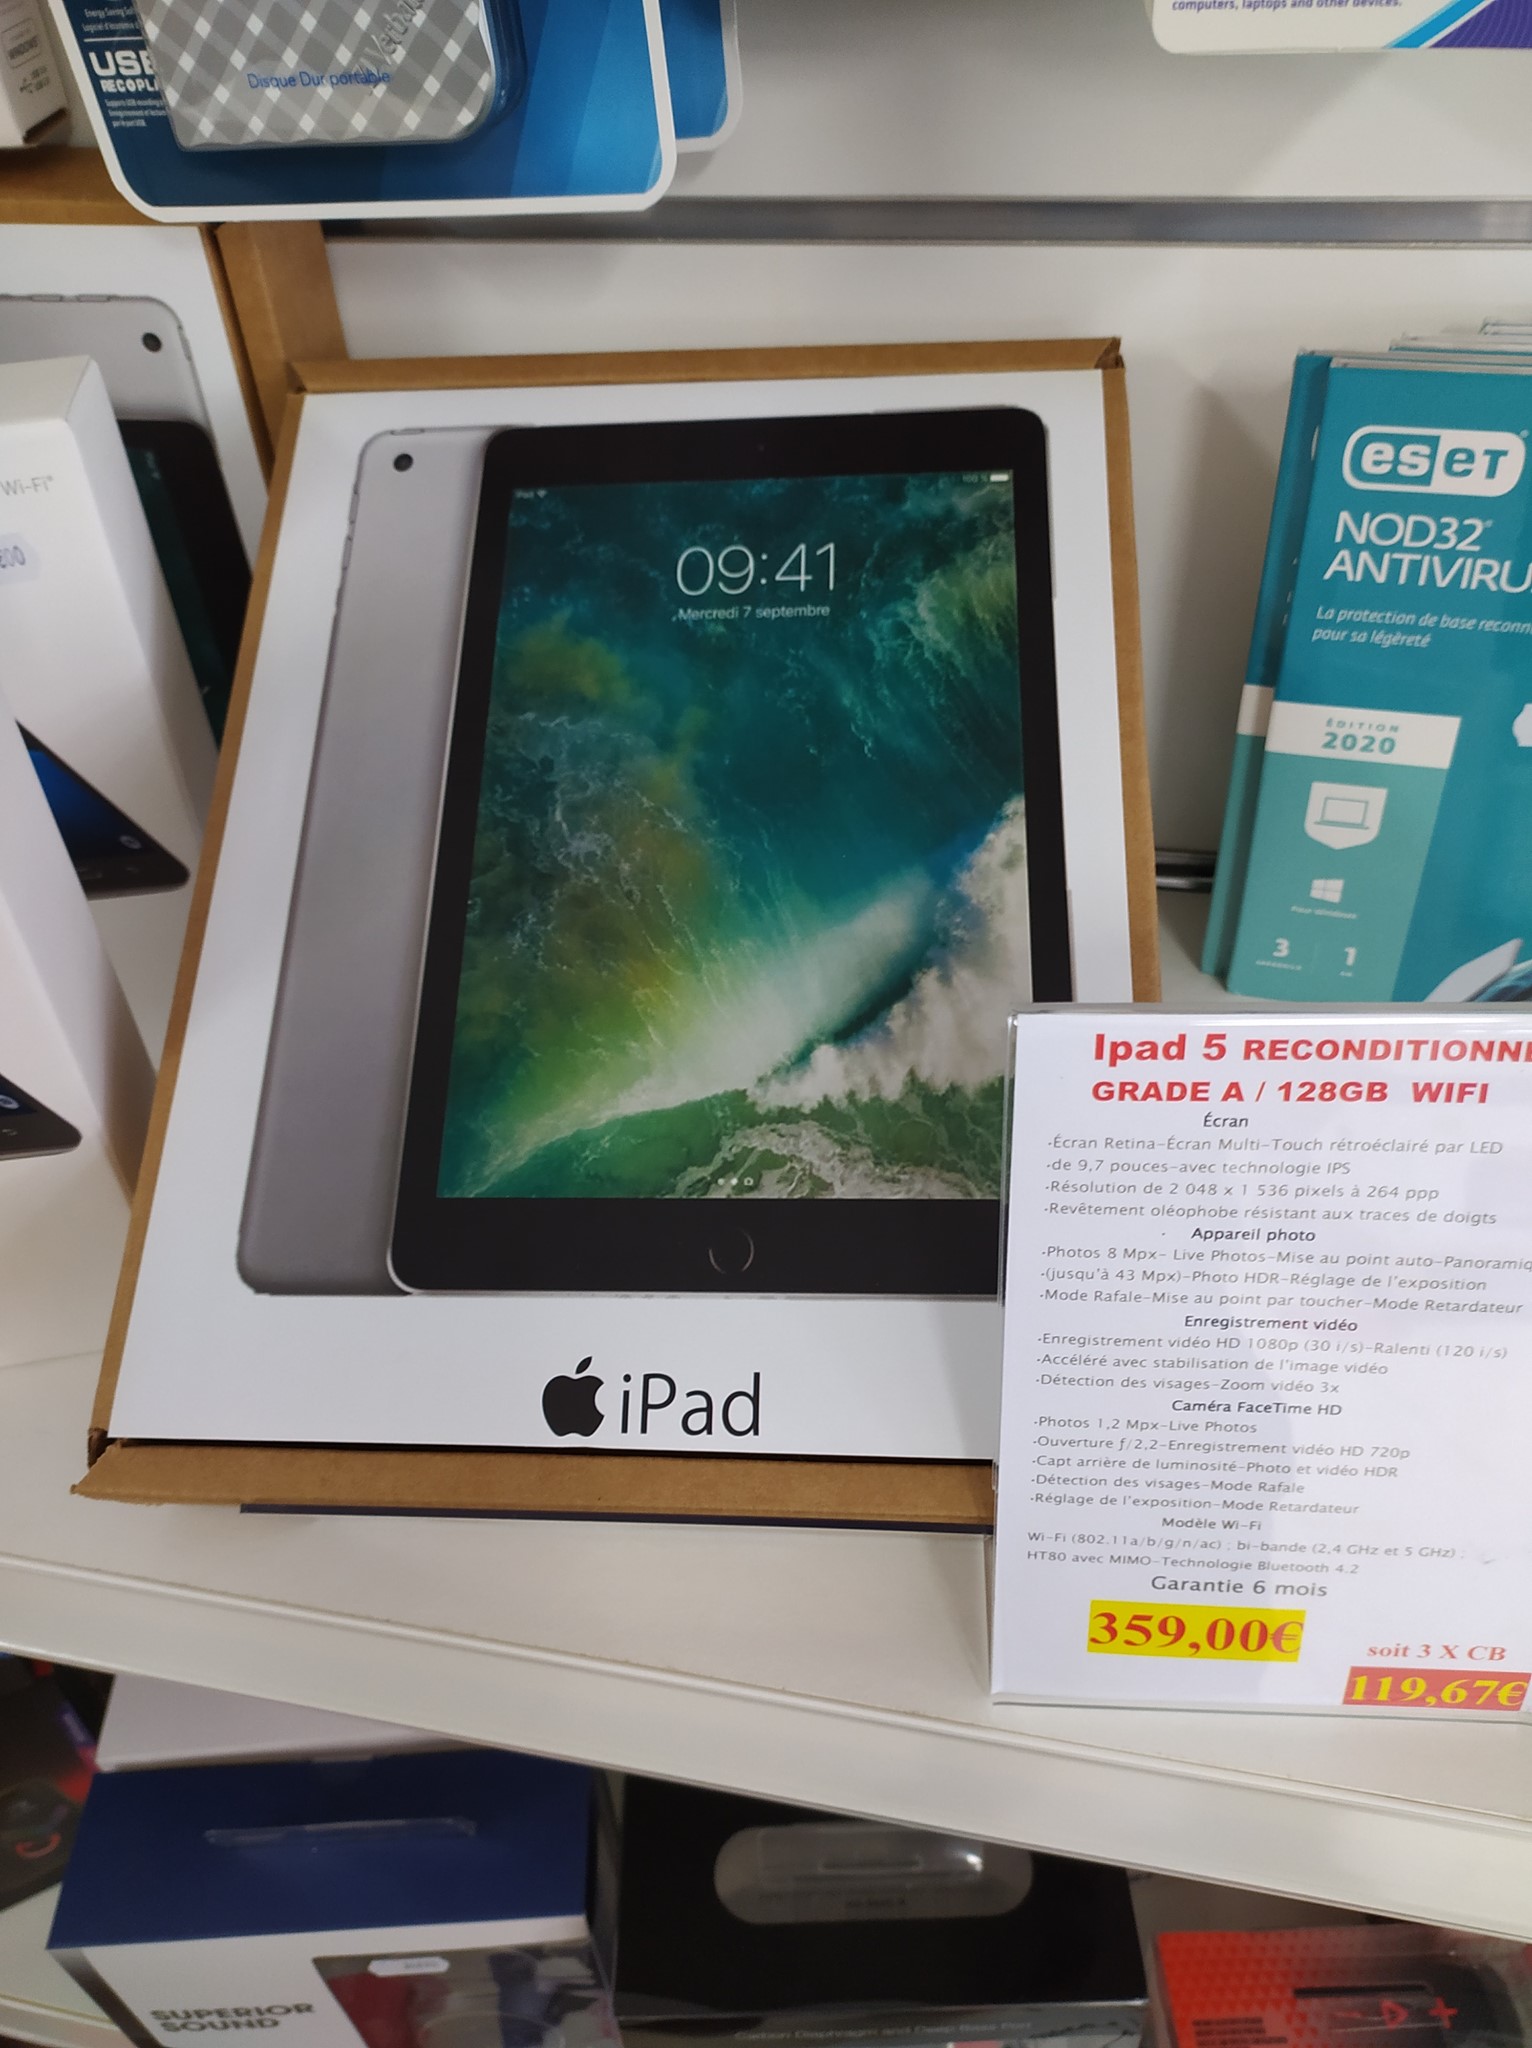 computers, laptops and other devices.
USB
Disque Dur portable
Wi-Fi
iPad
100 %
09:41
Mercredi 7 septembre
iPad
eseT
NOD32®
ANTIVIRU
La protection de base reconn
pour sa légèreté
ÉDITION
2020
Pour Windows
3
1
Ipad 5 RECONDITIONN
GRADE A / 128GB WIFI
Écran
·Écran Retina-Écran Multi-Touch rétroéclairé par LED
·de 9,7 pouces-avec technologie IPS
·Résolution de 2 048 x 1 536 pixels à 264 ppp
·Revêtement oléophobe résistant aux traces de doigts
· Appareil photo
·Photos 8 Mpx- Live Photos-Mise au point auto-Panoramiq
·(jusqu'à 43 Mpx)-Photo HDR-Réglage de l'exposition
·Mode Rafale-Mise au point par toucher-Mode Retardateur
Enregistrement vidéo
·Enregistrement vidéo HD 1080p (30 i/s)-Ralenti (120 i/s)
·Accéléré avec stabilisation de l'image vidéo
·Détection des visages-Zoom vidéo 3x
Caméra FaceTime HD
·Photos 1,2 Mpx-Live Photos
·Ouverture ƒ/2,2-Enregistrement vidéo HD 720p
·Capt arrière de luminosité-Photo et vidéo HDR
·Détection des visages-Mode Rafale
·Réglage de l'exposition-Mode Retardateur
Modèle Wi-Fi
Wi-Fi (802.11a/b/g/n/ac) ; bi-bande (2,4 GHz et 5 GHz) ;
HT80 avec MIMO-Technologie Bluetooth 4.2
Garantie 6 mois
359,00€
soit 3 X CB
119,67€
SUPERIOR
SOUND